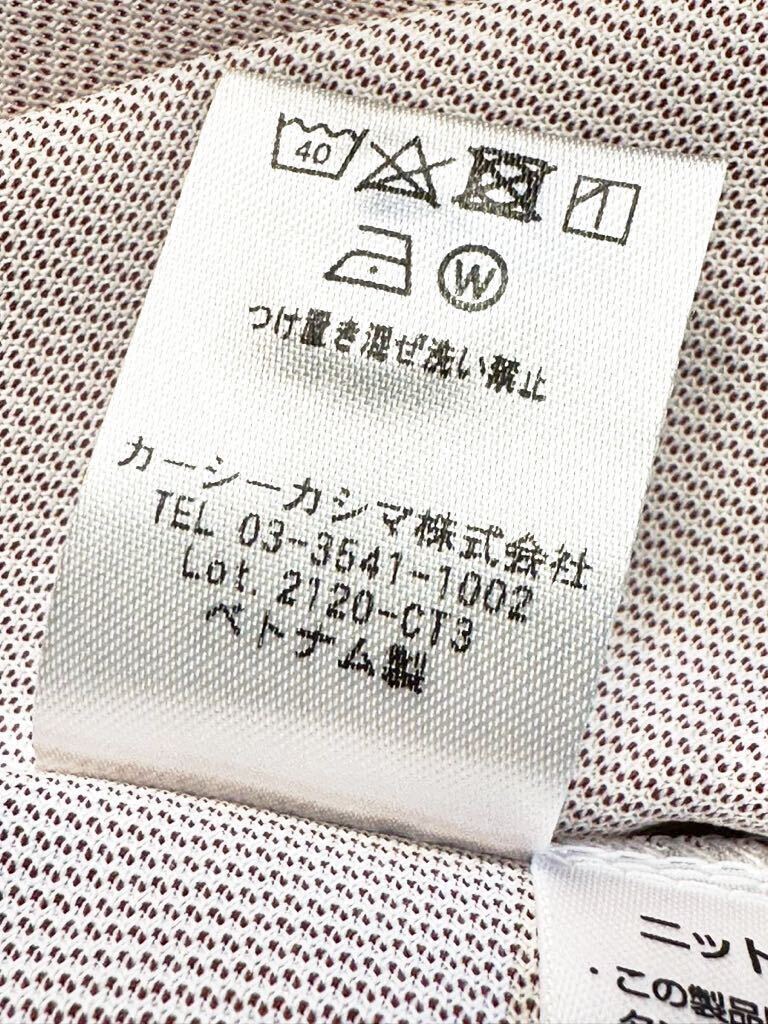 40
W
つけ置き混ぜ洗い禁止
カーシーカシマ株式会社
TEL 03-3541-1002
Lot. 2120-CT3
ベトナム製
ニット
・この製品